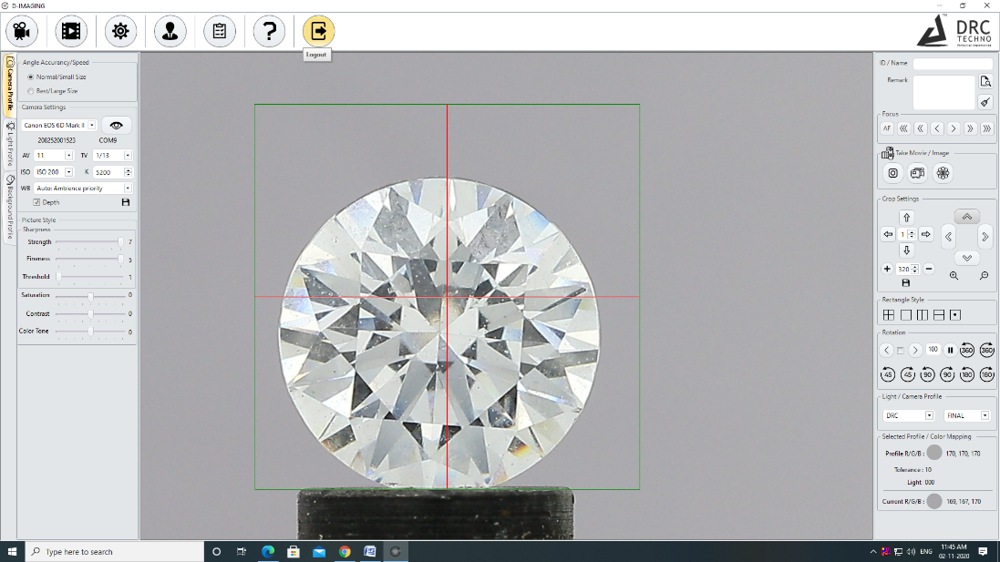 D-IMAGING
Logout
DRC
TECHNO
Camera Profile
Light Profile
Background Profile
Angle Accurancy/Speed
Normal/Small Size
Best/Large Size
Camera Settings
Canon EOS 6D Mark II
200252001523 COM9
AV 11 TV 1/13
ISO ISO 200 K 5200
WB Auto: Ambience priority
Depth
Picture Style
Sharpness
Strength 7
Fineness 5
Threshold 1
Saturation 0
Contrast 0
Color Tone 0
ID / Name
Remark
Focus
AF
Take Movie / Image
Crop Settings
1
320
Rectangle Style
Rotation
100 360 360
45 45 90 90 180 180
Light / Camera Profile
DRC FINAL
Selected Profile / Color Mapping
Profile R/G/B : 170, 170, 170
Tolerance : 10
Light :000
Current R/G/B : 169, 167, 170
Type here to search
ENG
11:45 AM
02-11-2020